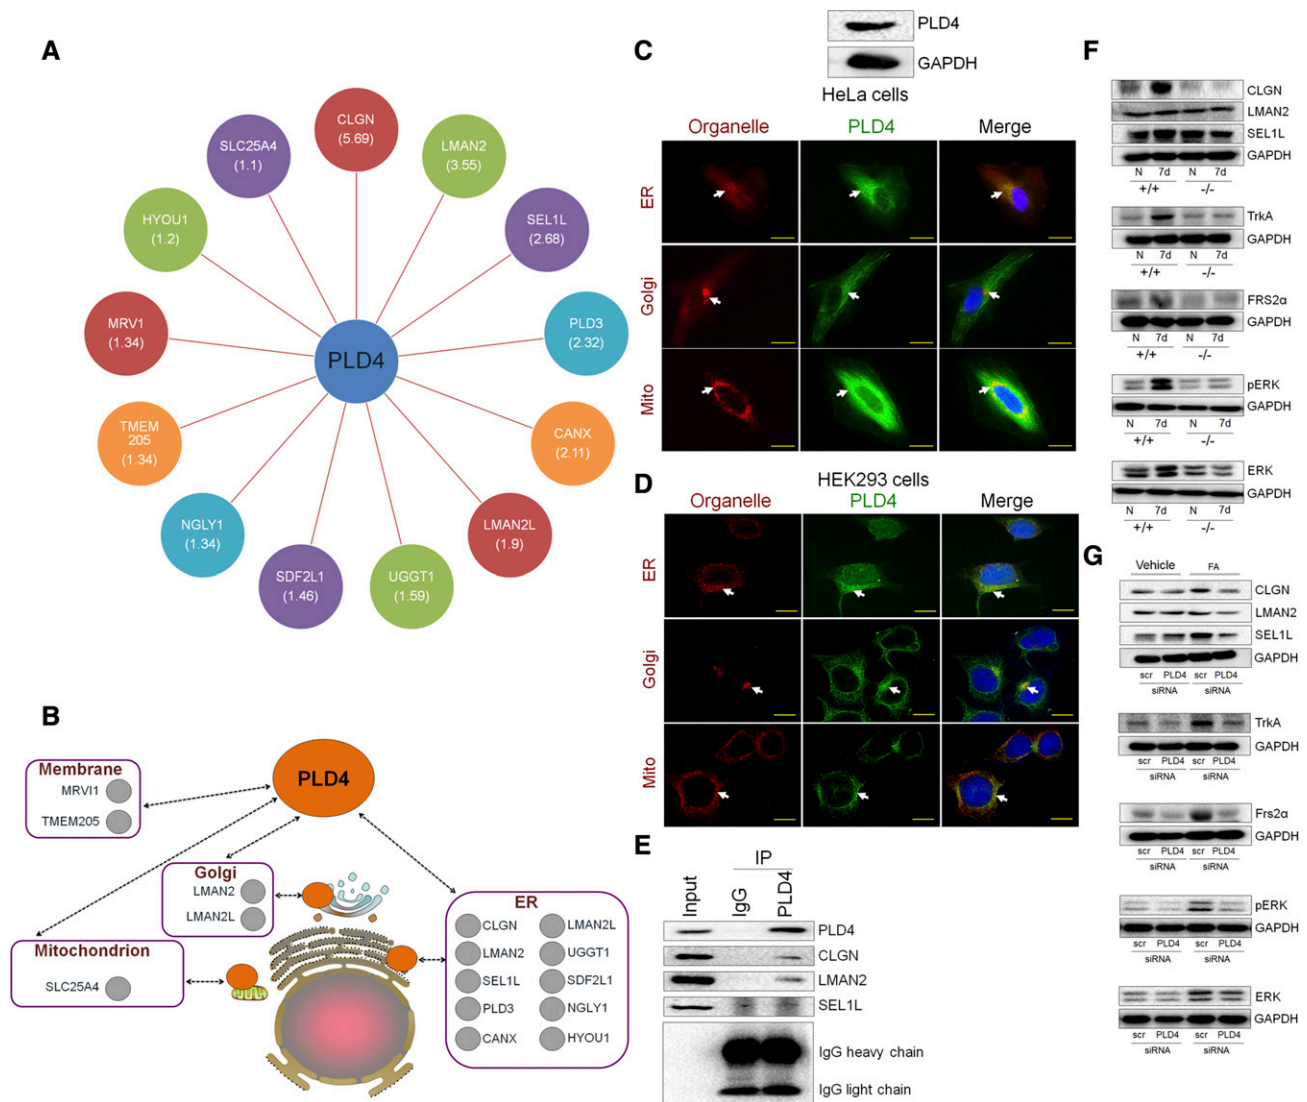 A
CLGN
(5.69)
LMAN2
(3.55)
SEL1L
(2.68)
PLD3
(2.32)
CANX
(2.11)
LMAN2L
(1.9)
UGGT1
(1.59)
SDF2L1
(1.46)
NGLY1
(1.34)
TMEM
205
(1.34)
MRV1
(1.34)
HYOU1
(1.2)
SLC25A4
(1.1)
PLD4
B
PLD4
Membrane
MRVI1
TMEM205
Golgi
LMAN2
LMAN2L
Mitochondrion
SLC25A4
ER
CLGN LMAN2L
LMAN2 UGGT1
SEL1L SDF2L1
PLD3 NGLY1
CANX HYOU1
C
PLD4
GAPDH
HeLa cells
Organelle PLD4 Merge
ER
Golgi
Mito
D
HEK293 cells
Organelle PLD4 Merge
ER
Golgi
Mito
E
IP
Input IgG PLD4
PLD4
CLGN
LMAN2
SEL1L
IgG heavy chain
IgG light chain
F
CLGN
LMAN2
SEL1L
GAPDH
N 7d N 7d
+/+ -/-
TrkA
GAPDH
N 7d N 7d
+/+ -/-
FRS2α
GAPDH
N 7d N 7d
+/+ -/-
pERK
GAPDH
N 7d N 7d
+/+ -/-
ERK
GAPDH
N 7d N 7d
+/+ -/-
G
Vehicle FA
CLGN
LMAN2
SEL1L
GAPDH
scr PLD4 scr PLD4
siRNA siRNA
TrkA
GAPDH
scr PLD4 scr PLD4
siRNA siRNA
Frs2α
GAPDH
scr PLD4 scr PLD4
siRNA siRNA
pERK
GAPDH
scr PLD4 scr PLD4
siRNA siRNA
ERK
GAPDH
scr PLD4 scr PLD4
siRNA siRNA